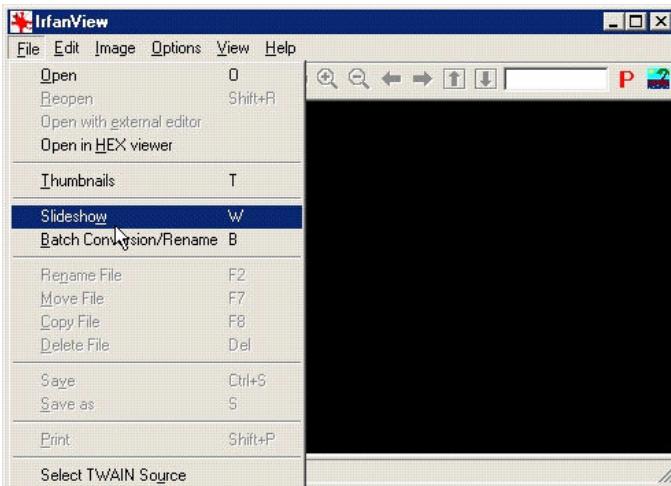 IrfanView
File Edit Image Options View Help
Open O
Reopen Shift+R
Open with external editor
Open in HEX viewer
P
Thumbnails T
Slideshow W
Batch Conversion/Rename B
Rename File F2
Move File F7
Copy File F8
Delete File Del
Save Ctrl+S
Save as S
Print Shift+P
Select TWAIN Source